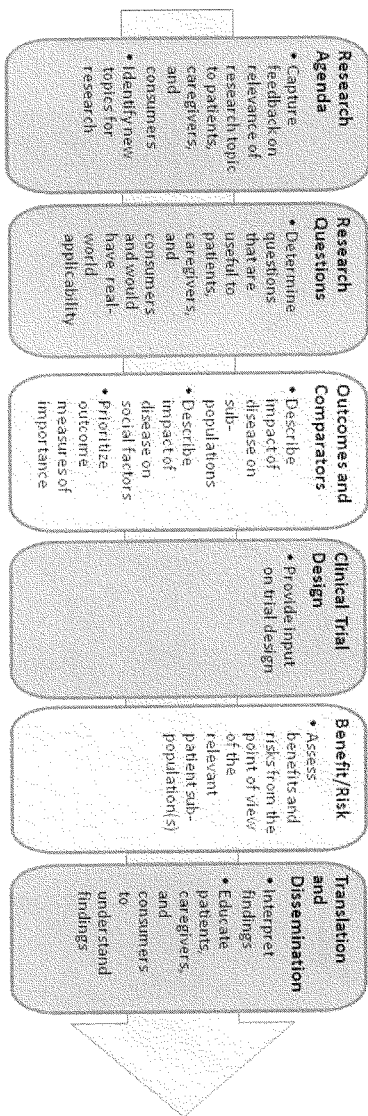 Research
Agenda
• Capture
feedback on
relevance of
research topic
to patients,
caregivers,
and
consumers
• Identify new
topics for
research
Research
Questions
• Determine
questions
that are
useful to
patients,
caregivers,
and
consumers
and would
have real-
world
applicability
Outcomes and
Comparators
• Describe
impact of
disease on
sub-
populations
• Describe
impact of
disease on
social factors
• Prioritize
outcome
measures of
importance
Clinical Trial
Design
• Provide input
on trial design
Benefit/Risk
• Assess
benefits and
risks from the
point of view
of the
relevant
patient sub-
population(s)
Translation
and
Dissemination
• Interpret
findings
• Educate
patients,
caregivers,
and
consumers
to
understand
findings